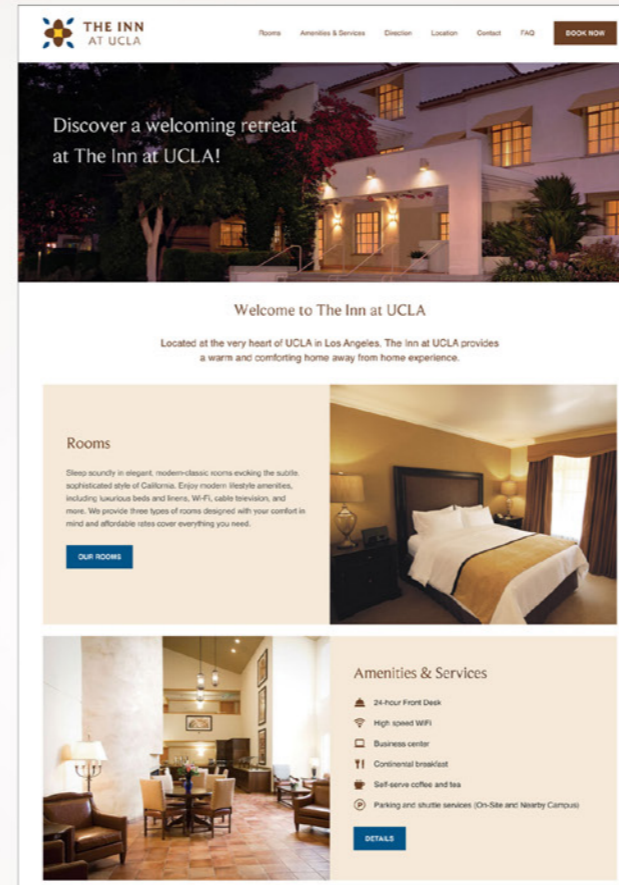 THE INN
AT UCLA
Rooms Amenities & Services Direction Location Contact FAQ BOOK NOW
Discover a welcoming retreat
at The Inn at UCLA!
Welcome to The Inn at UCLA
Located at the very heart of UCLA in Los Angeles, The Inn at UCLA provides
a warm and comforting home away from home experience.
Rooms
Sleep soundly in elegant, modern-classic rooms evoking the subtle,
sophisticated style of California. Enjoy modern lifestyle amenities,
including luxurious beds and linens, Wi-Fi, cable television, and
more. We provide three types of rooms designed with your comfort in
mind and affordable rates cover everything you need.
OUR ROOMS
Amenities & Services
24-hour Front Desk
High speed WiFi
Business center
Continental breakfast
Self-serve coffee and tea
P Parking and shuttle services (On-Site and Nearby Campus)
DETAILS